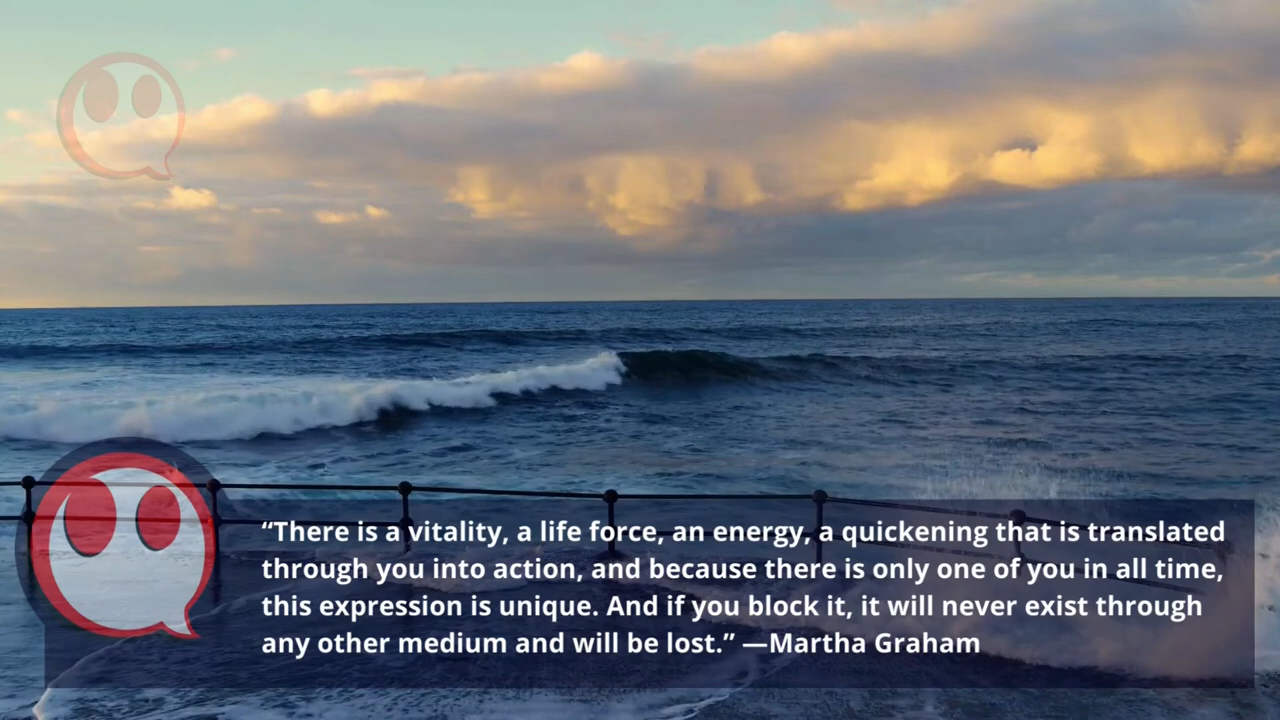 “There is a vitality, a life force, an energy, a quickening that is translated
through you into action, and because there is only one of you in all time,
this expression is unique. And if you block it, it will never exist through
any other medium and will be lost.” —Martha Graham